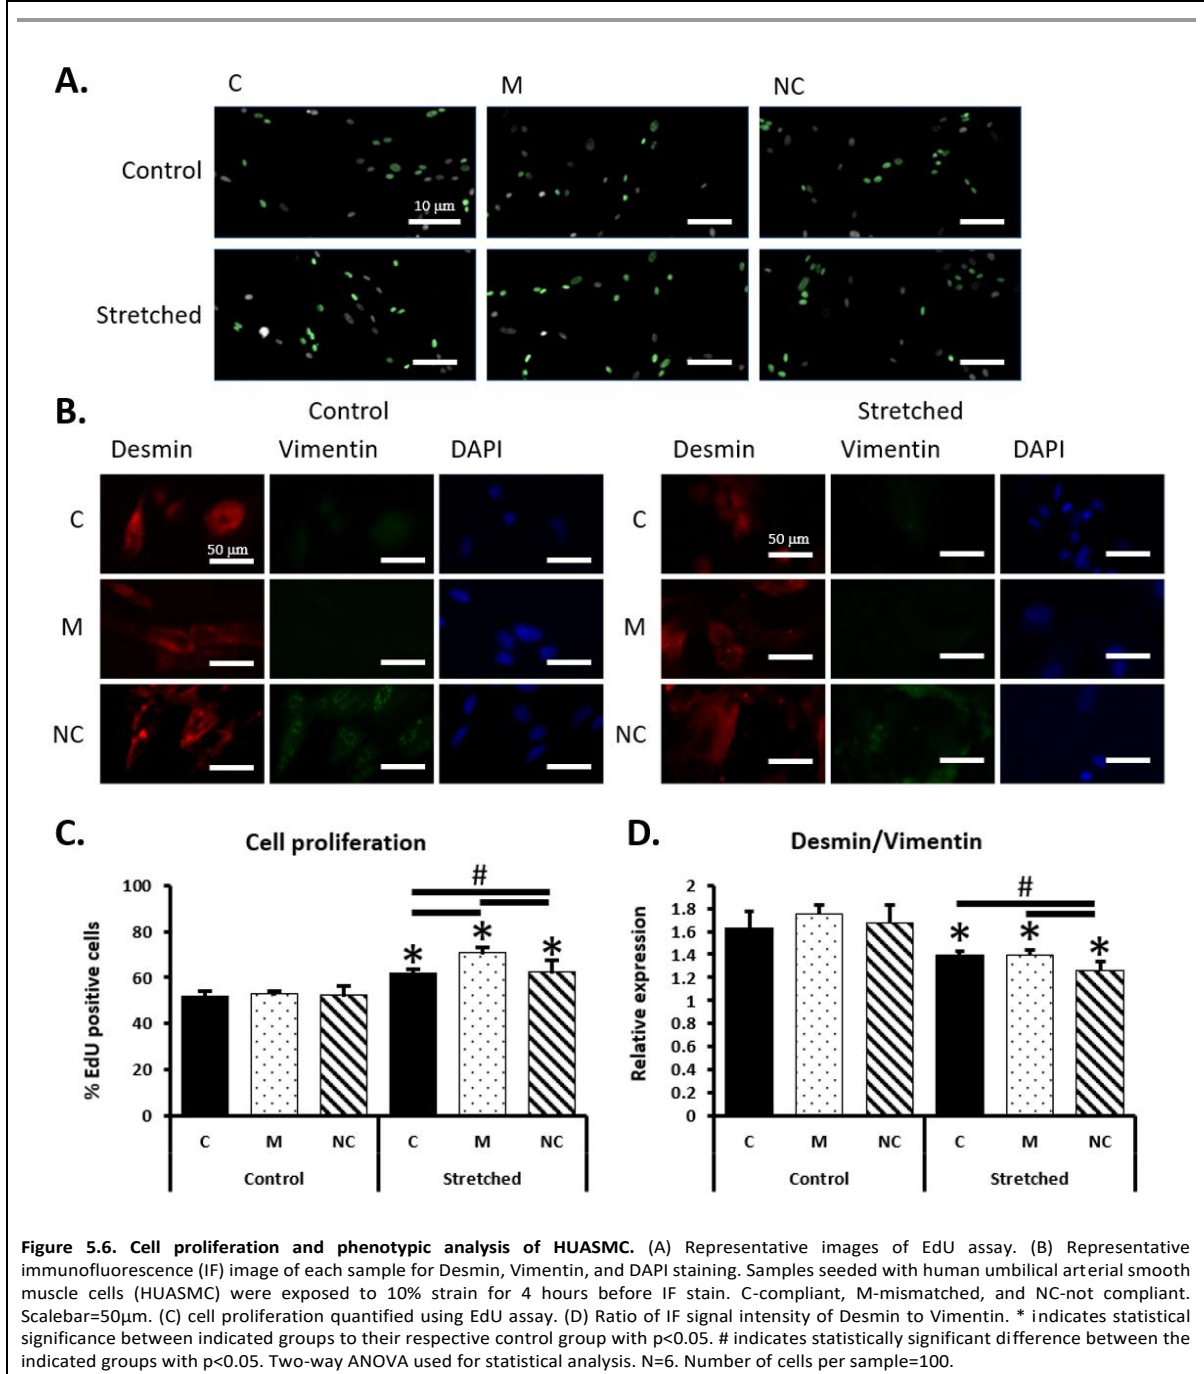 A.
C M NC
Control
10 µm
Stretched
B.
Control Stretched
Desmin Vimentin DAPI Desmin Vimentin DAPI
C
50 µm
C
50 µm
M
M
NC
NC
C.
Cell proliferation
#
% EdU positive cells
100
80
60
40
20
0
* * *
C M NC C M NC
Control Stretched
D.
Desmin/Vimentin
#
Relative expression
2
1.8
1.6
1.4
1.2
1
0.8
0.6
0.4
0.2
0
* * *
C M NC C M NC
Control Stretched
Figure 5.6. Cell proliferation and phenotypic analysis of HUASMC. (A) Representative images of EdU assay. (B) Representative
immunofluorescence (IF) image of each sample for Desmin, Vimentin, and DAPI staining. Samples seeded with human umbilical arterial smooth
muscle cells (HUASMC) were exposed to 10% strain for 4 hours before IF stain. C-compliant, M-mismatched, and NC-not compliant.
Scalebar=50µm. (C) cell proliferation quantified using EdU assay. (D) Ratio of IF signal intensity of Desmin to Vimentin. * indicates statistical
significance between indicated groups to their respective control group with p<0.05. # indicates statistically significant difference between the
indicated groups with p<0.05. Two-way ANOVA used for statistical analysis. N=6. Number of cells per sample=100.